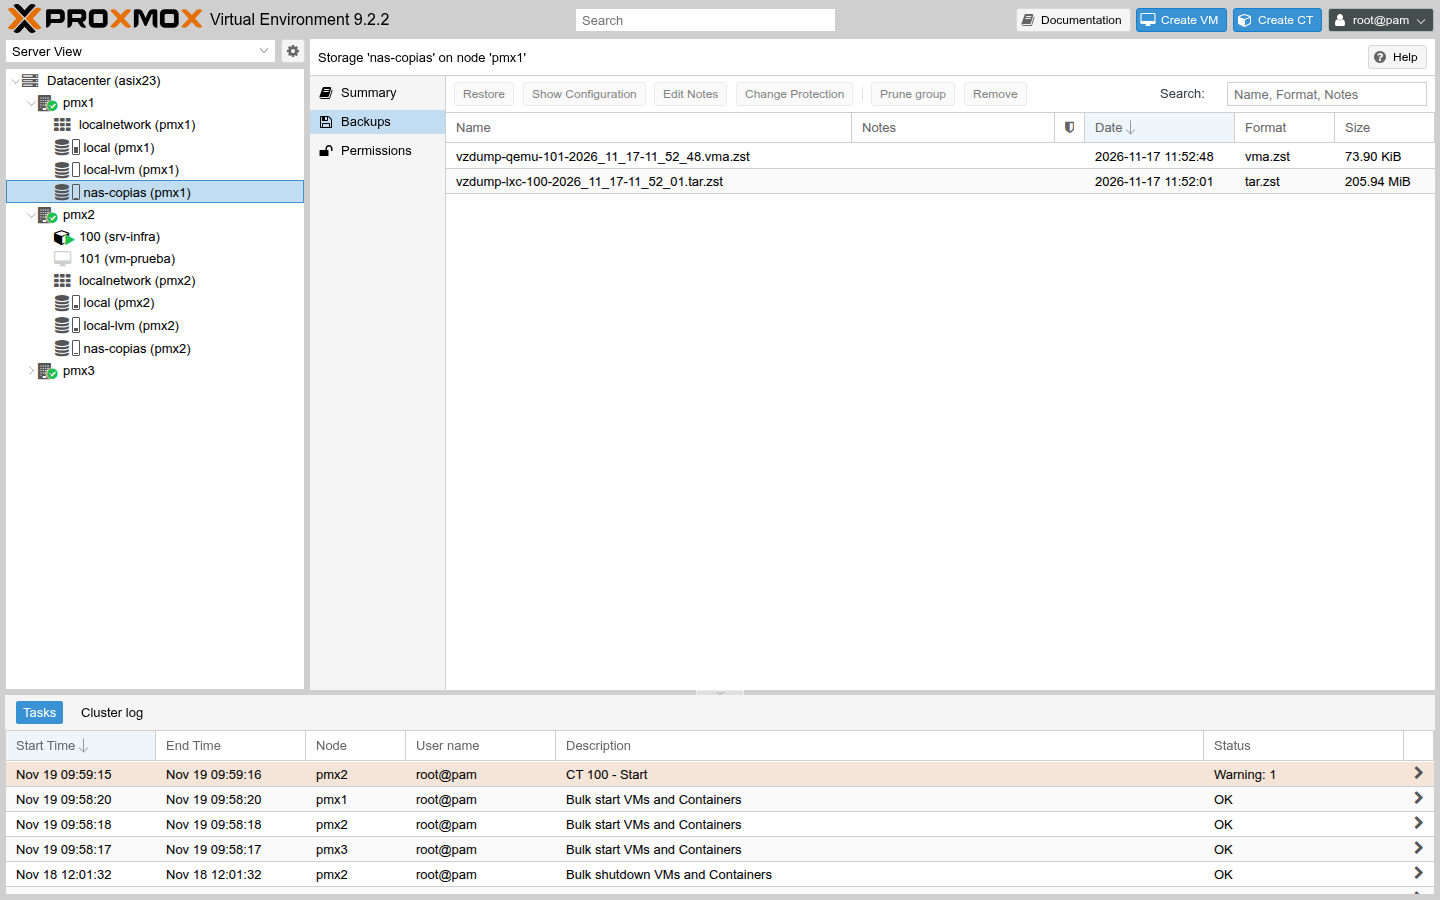 PROXMOX Virtual Environment 9.2.2
Search
Documentation
Create VM
Create CT
root@pam
Server View
Datacenter (asix23)
pmx1
localnetwork (pmx1)
local (pmx1)
local-lvm (pmx1)
nas-copias (pmx1)
pmx2
100 (srv-infra)
101 (vm-prueba)
localnetwork (pmx2)
local (pmx2)
local-lvm (pmx2)
nas-copias (pmx2)
pmx3
Storage 'nas-copias' on node 'pmx1'
Help
Summary
Backups
Permissions
Restore Show Configuration Edit Notes Change Protection Prune group Remove Search: Name, Format, Notes
Name Notes Date Format Size
vzdump-qemu-101-2026_11_17-11_52_48.vma.zst 2026-11-17 11:52:48 vma.zst 73.90 KiB
vzdump-lxc-100-2026_11_17-11_52_01.tar.zst 2026-11-17 11:52:01 tar.zst 205.94 MiB
Tasks Cluster log
Start Time End Time Node User name Description Status
Nov 19 09:59:15 Nov 19 09:59:16 pmx2 root@pam CT 100 - Start Warning: 1
Nov 19 09:58:20 Nov 19 09:58:20 pmx1 root@pam Bulk start VMs and Containers OK
Nov 19 09:58:18 Nov 19 09:58:18 pmx2 root@pam Bulk start VMs and Containers OK
Nov 19 09:58:17 Nov 19 09:58:17 pmx3 root@pam Bulk start VMs and Containers OK
Nov 18 12:01:32 Nov 18 12:01:32 pmx2 root@pam Bulk shutdown VMs and Containers OK